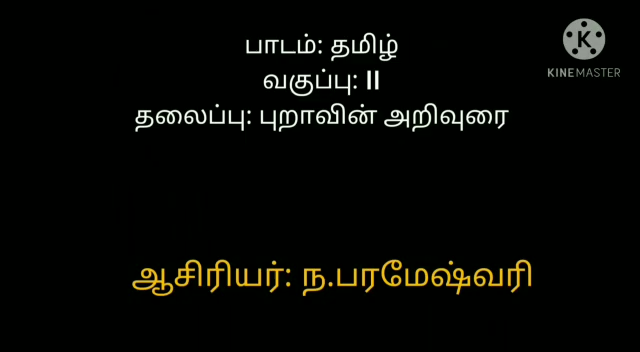 பாடம்: தமிழ்
வகுப்பு: II
தலைப்பு: புறாவின் அறிவுரை
ஆசிரியர்: ந.பரமேஷ்வரி
K
KINEMASTER